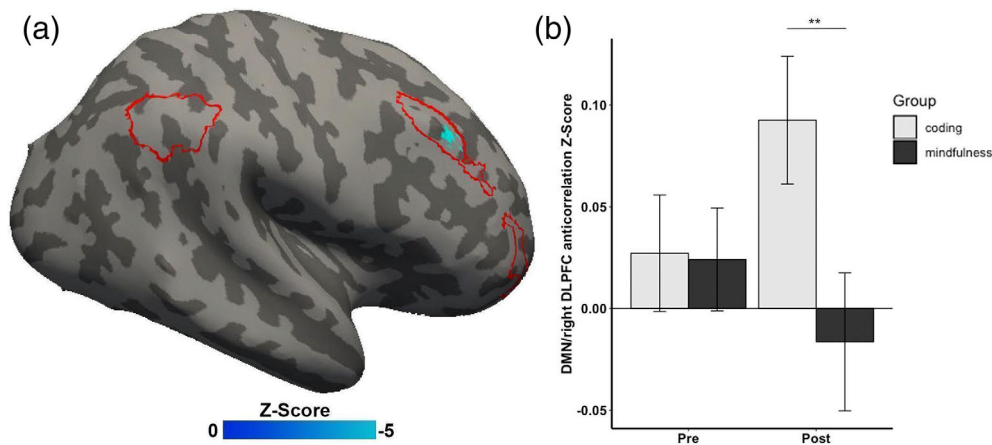 (a)
Z-Score
0
-5
(b)
**
DMN/right DLPFC anticorrelation Z-Score
0.10
0.05
0.00
-0.05
Pre
Post
Group
coding
mindfulness